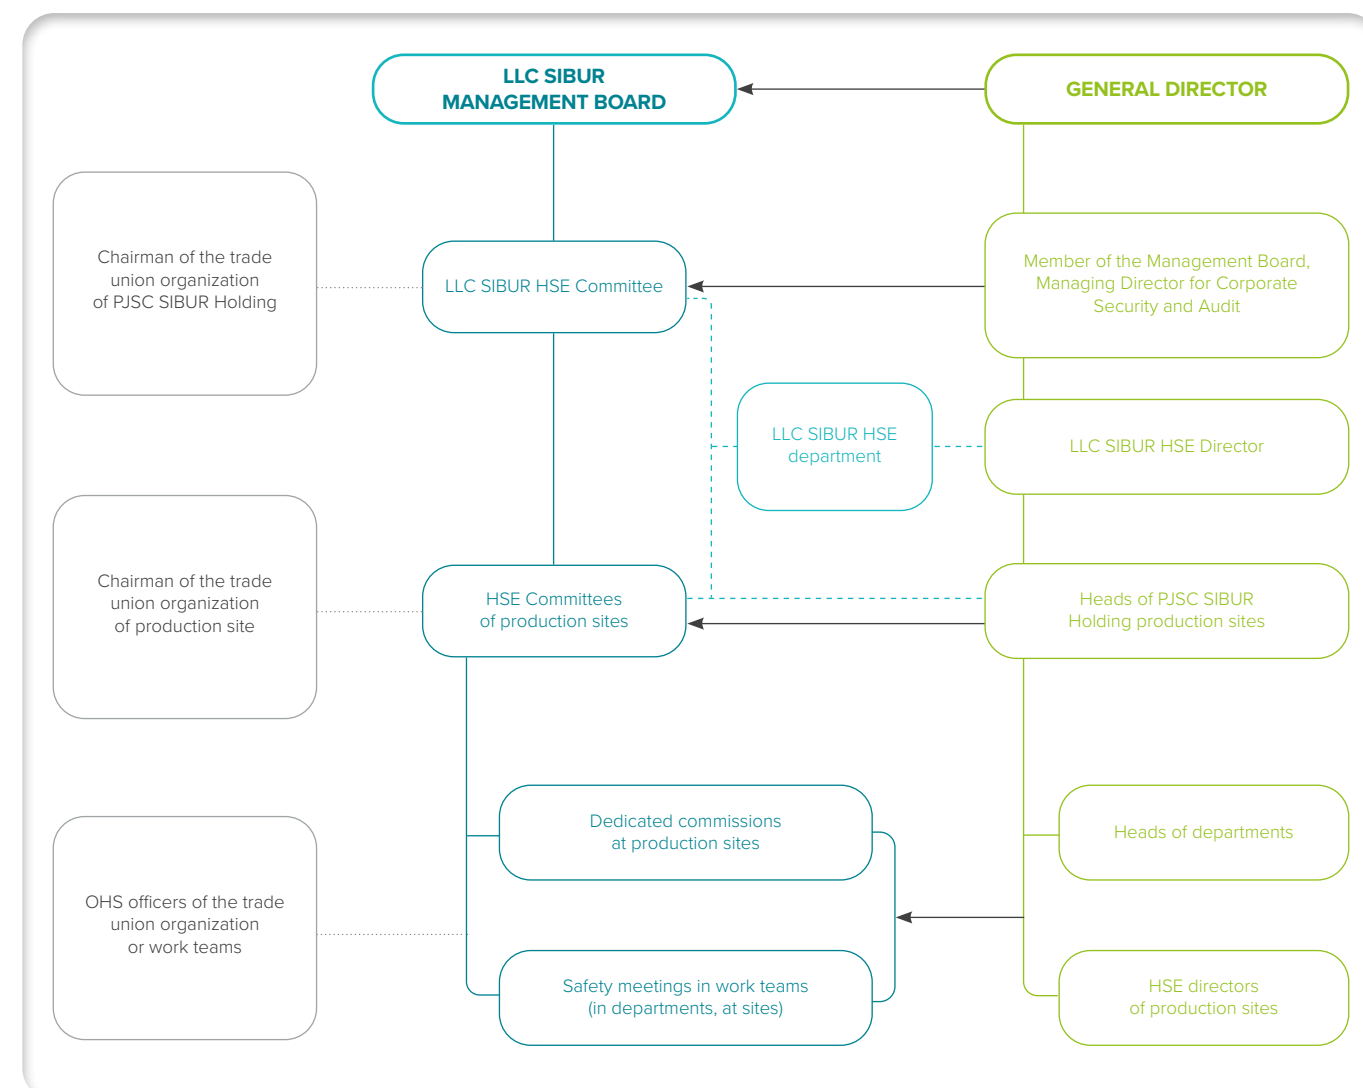 LLC SIBUR
MANAGEMENT BOARD
GENERAL DIRECTOR
Chairman of the trade
union organization
of PJSC SIBUR Holding
LLC SIBUR HSE Committee
Member of the Management Board,
Managing Director for Corporate
Security and Audit
LLC SIBUR HSE
department
LLC SIBUR HSE Director
Chairman of the trade
union organization
of production site
HSE Committees
of production sites
Heads of PJSC SIBUR
Holding production sites
Dedicated commissions
at production sites
Heads of departments
OHS officers of the trade
union organization
or work teams
Safety meetings in work teams
(in departments, at sites)
HSE directors
of production sites